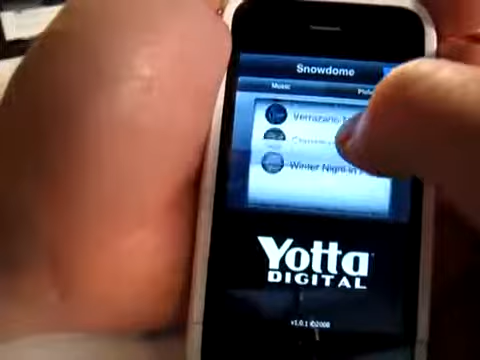 Snowdome
Music
Verrazano
Winter Night in
Yotta
DIGITAL
v1.0.1 ©2008